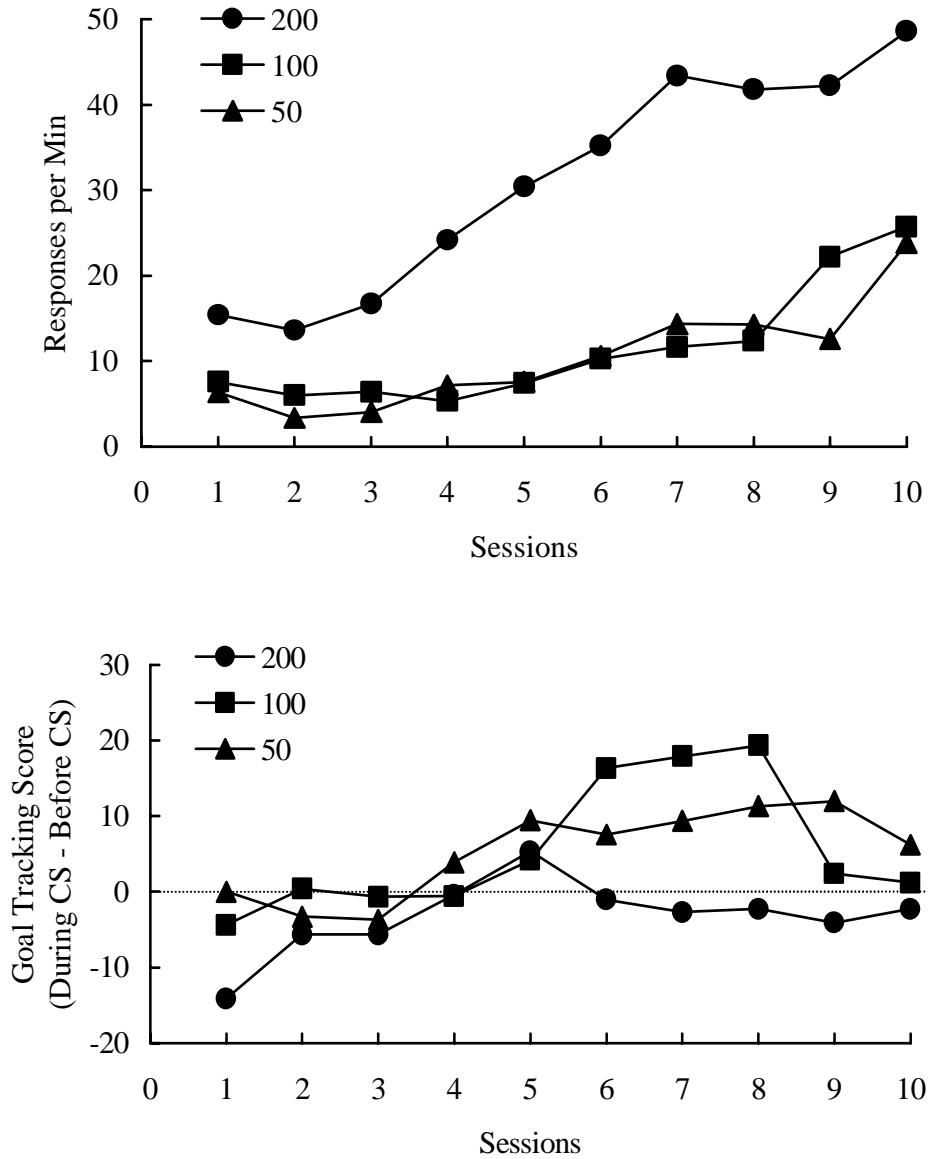 50
40
30
20
10
0
Responses per Min
200
100
50
0 1 2 3 4 5 6 7 8 9 10
Sessions
30
20
10
0
-10
-20
Goal Tracking Score
(During CS - Before CS)
200
100
50
0 1 2 3 4 5 6 7 8 9 10
Sessions